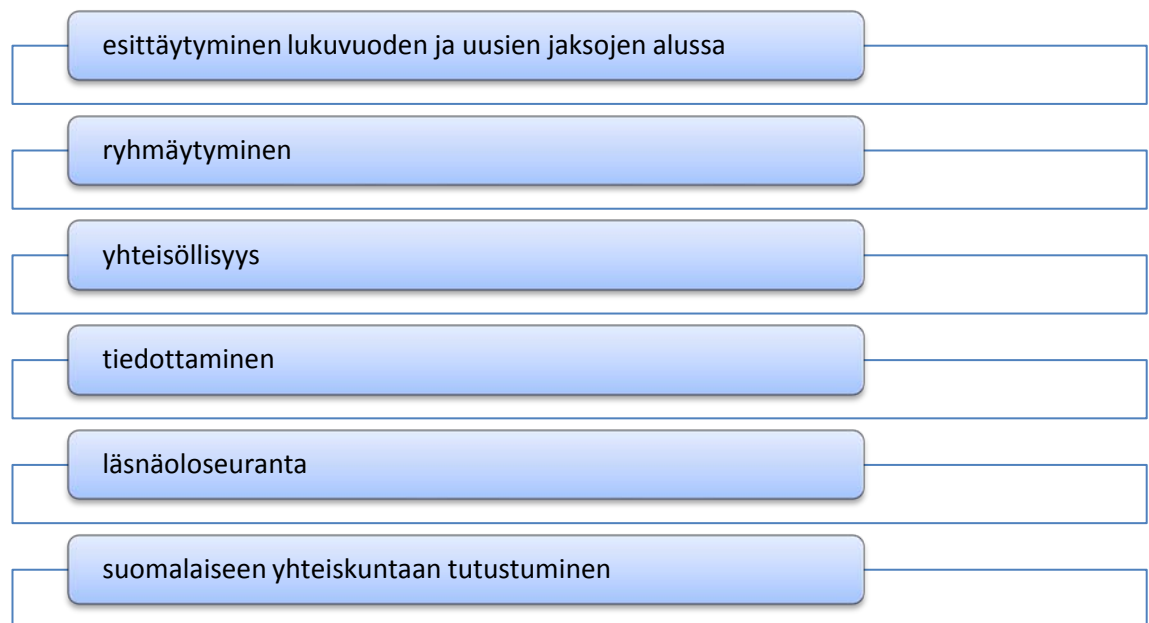 esittäytyminen lukuvuoden ja uusien jaksojen alussa
ryhmäytyminen
yhteisöllisyys
tiedottaminen
läsnäoloseuranta
suomalaiseen yhteiskuntaan tutustuminen